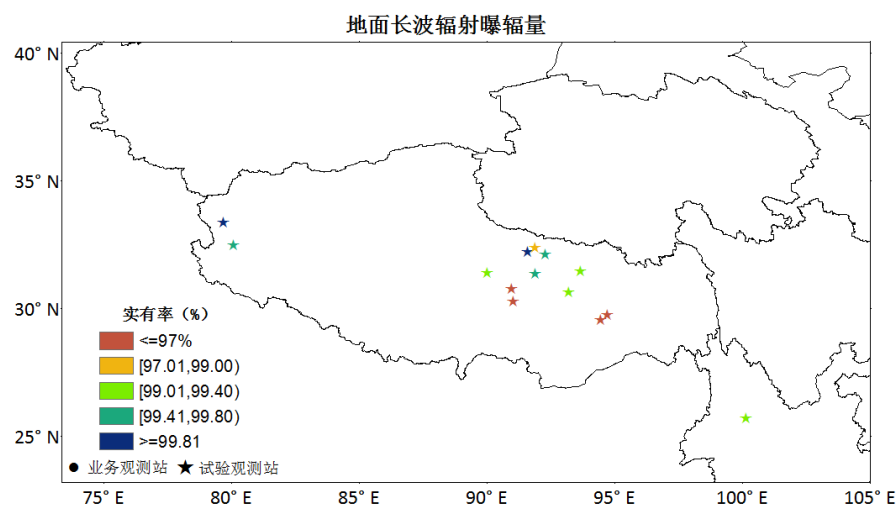 地面长波辐射曝辐量
40° N
35° N
30° N
25° N
实有率（%）
<=97%
[97.01,99.00)
[99.01,99.40)
[99.41,99.80)
>=99.81
● 业务观测站 ★ 试验观测站
75° E 80° E 85° E 90° E 95° E 100° E 105° E